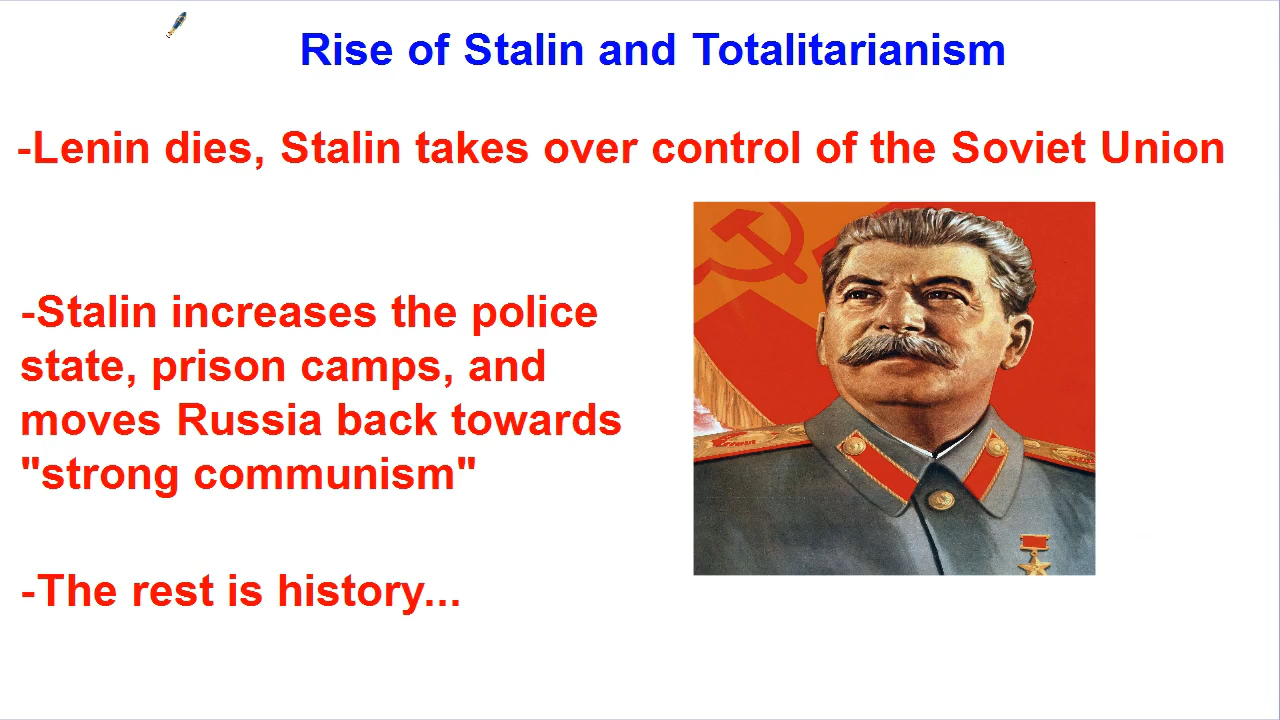 Rise of Stalin and Totalitarianism
-Lenin dies, Stalin takes over control of the Soviet Union
-Stalin increases the police
state, prison camps, and
moves Russia back towards
"strong communism"
-The rest is history...